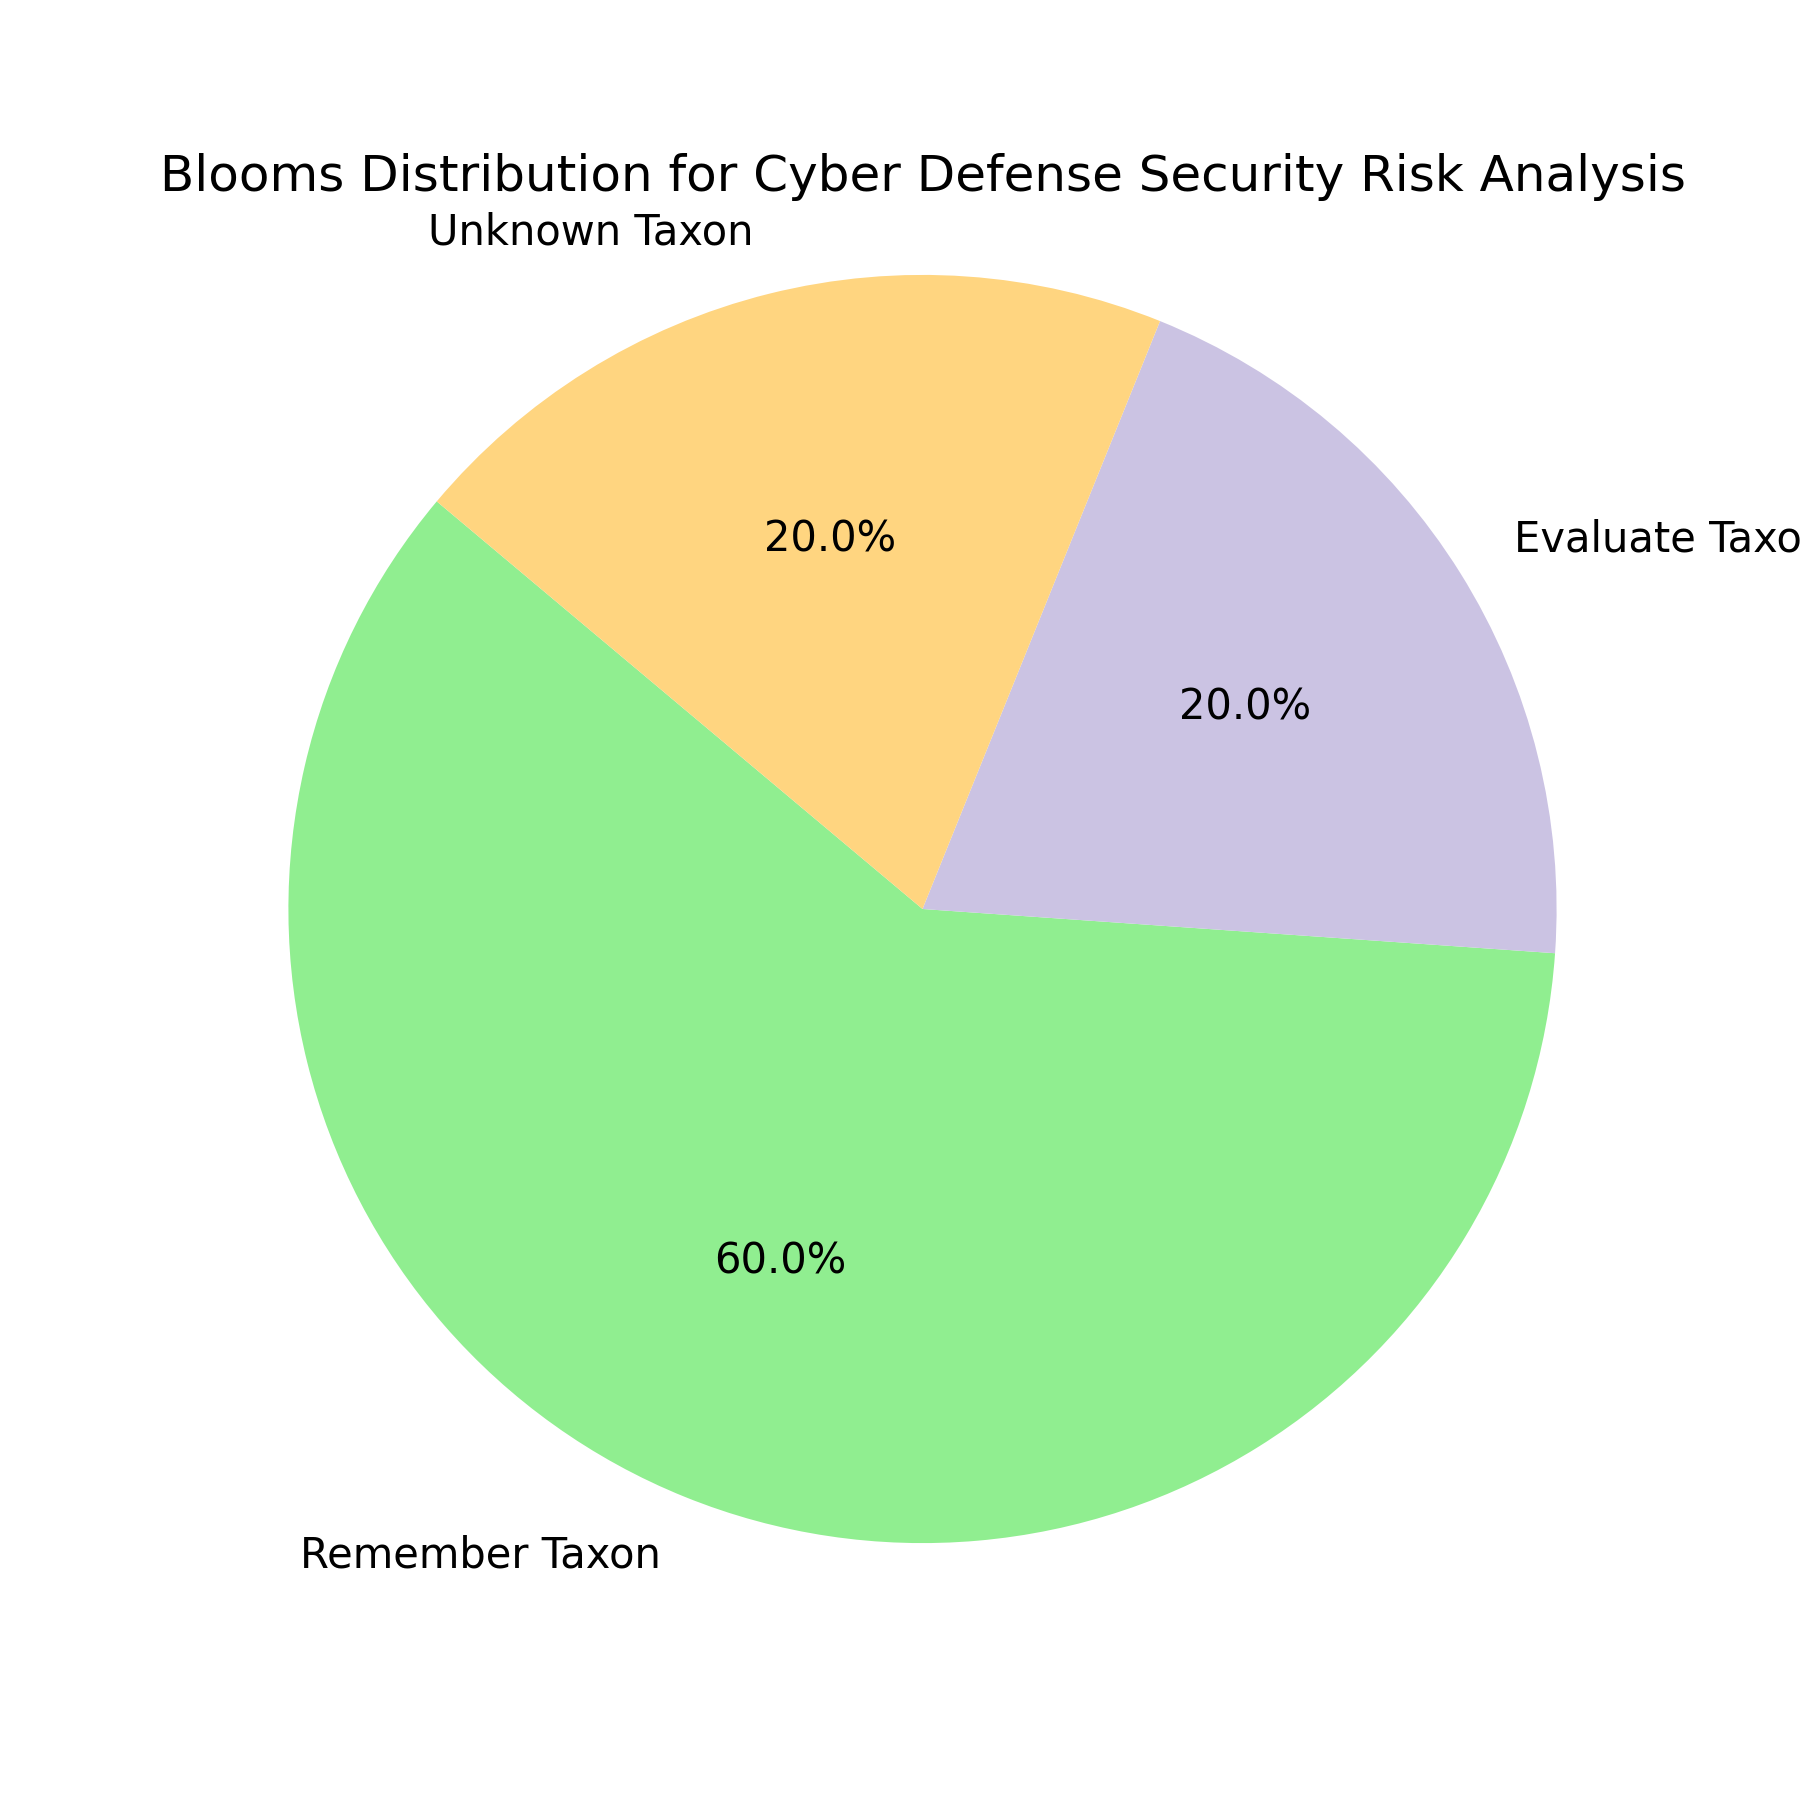 Blooms Distribution for Cyber Defense Security Risk Analysis
Unknown Taxon
Evaluate Taxo
20.0%
20.0%
60.0%
Remember Taxon